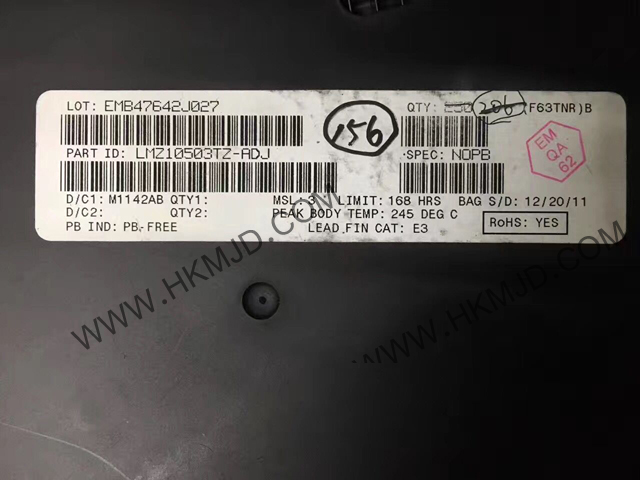 LOT: EMB47642J027
QTY: 206 (F63TNR)B
156
PART ID: LMZ10503TZ-ADJ
SPEC: NOPB
EM
QA
62
D/C1: M1142AB QTY1: MSL: 3 LIMIT: 168 HRS BAG S/D: 12/20/11
D/C2: QTY2: PEAK BODY TEMP: 245 DEG C
PB IND: PB-FREE LEAD FIN CAT: E3
RoHS: YES
WWW.HKMJD.COM
WWW.HKMJD.COM